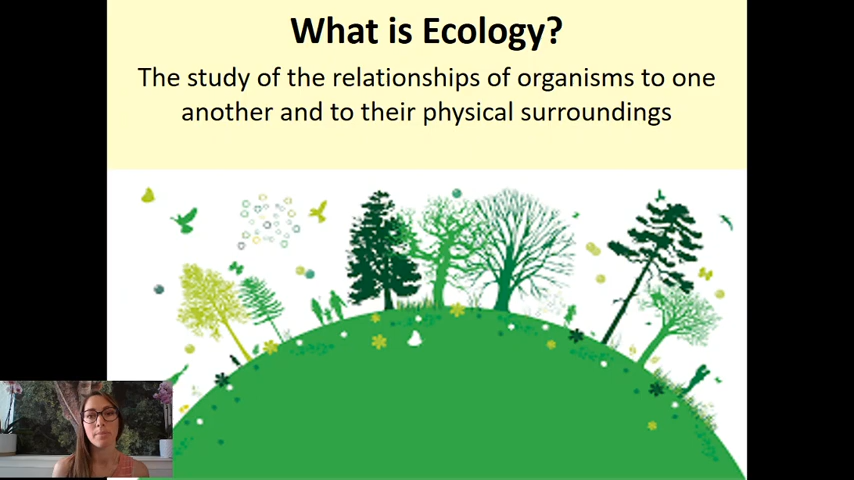 What is Ecology?
The study of the relationships of organisms to one
another and to their physical surroundings